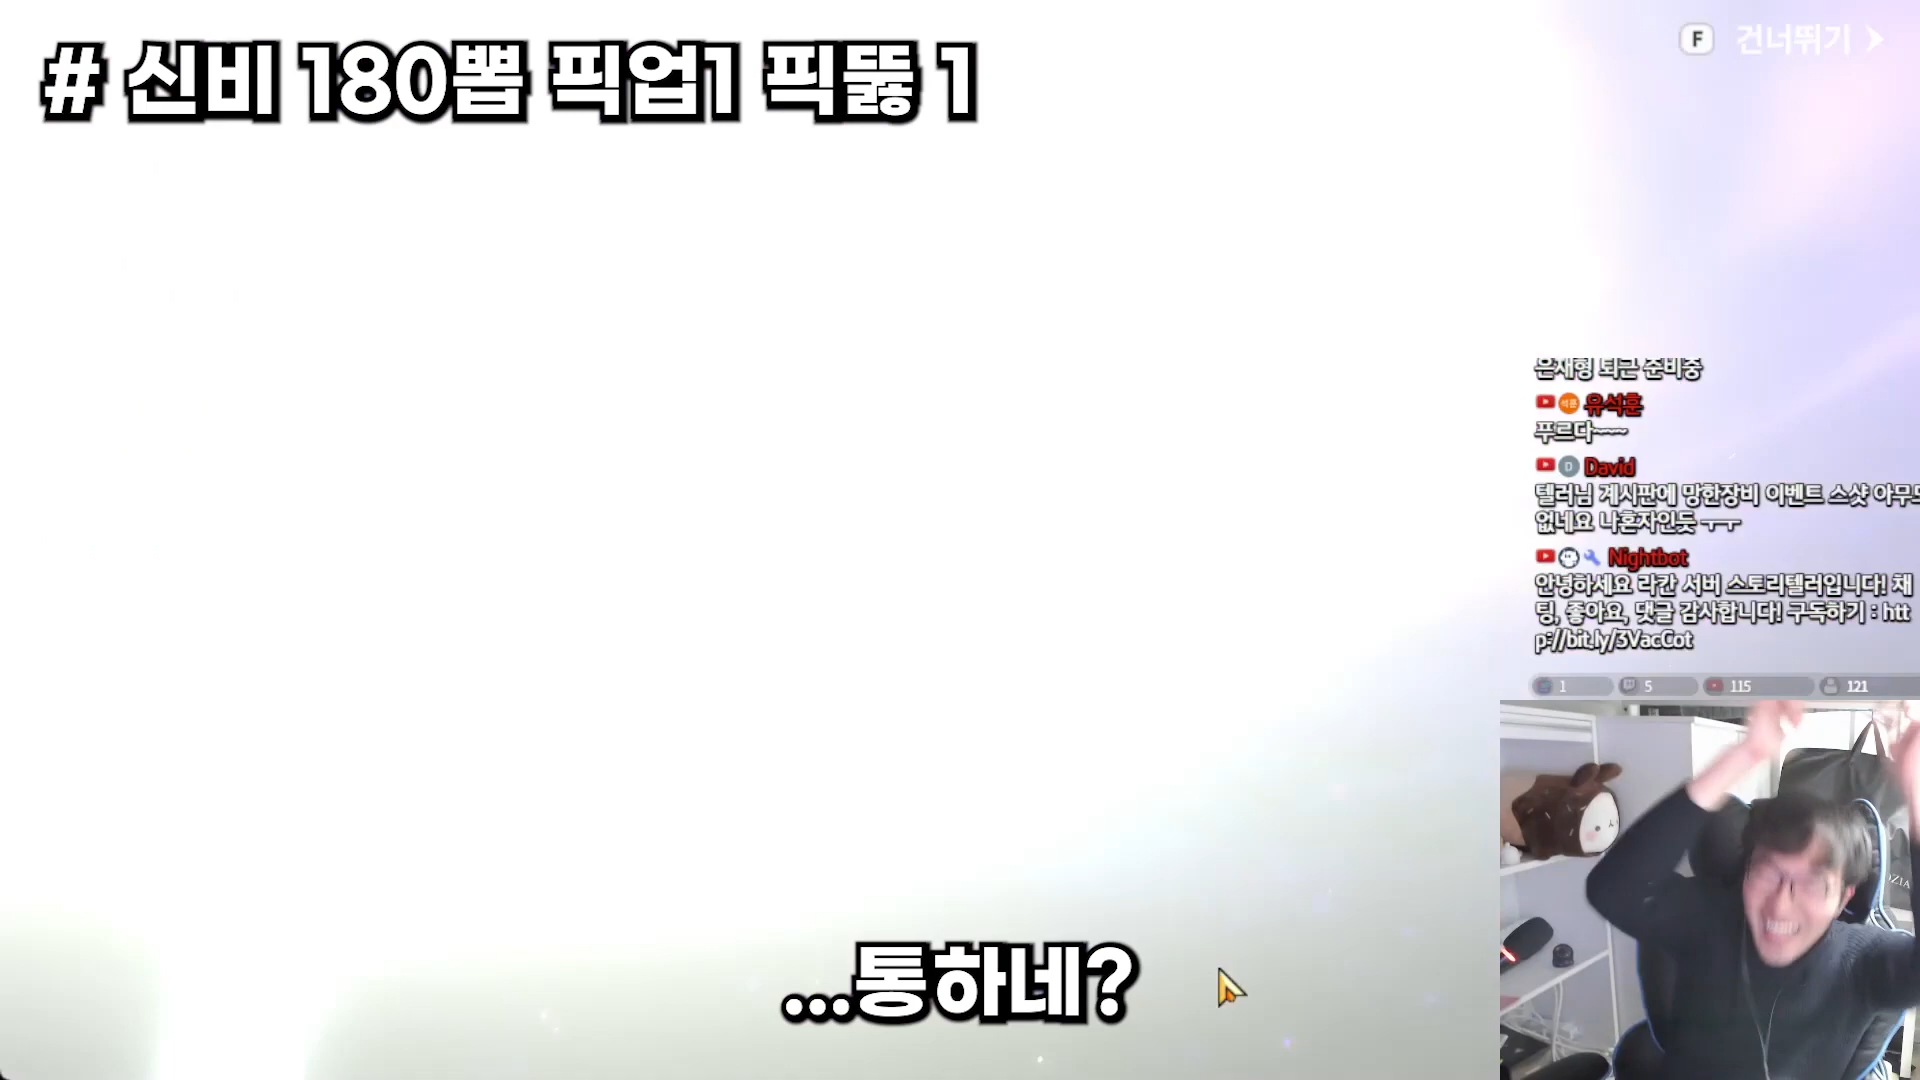 # 신비 180뽑 픽업1 픽뚫 1
F 건너뛰기
은재형 퇴근 준비중
유석훈
푸르다~~~
D David
텔러님 게시판에 망한장비 이벤트 스샷 아무도
없네요 나혼자인듯 ㅜㅜ
Nightbot
안녕하세요 라칸 서버 스토리텔러입니다! 채
팅, 좋아요, 댓글 감사합니다! 구독하기 : htt
p://bit.ly/3VacCot
1 5 115 121
...통하네?